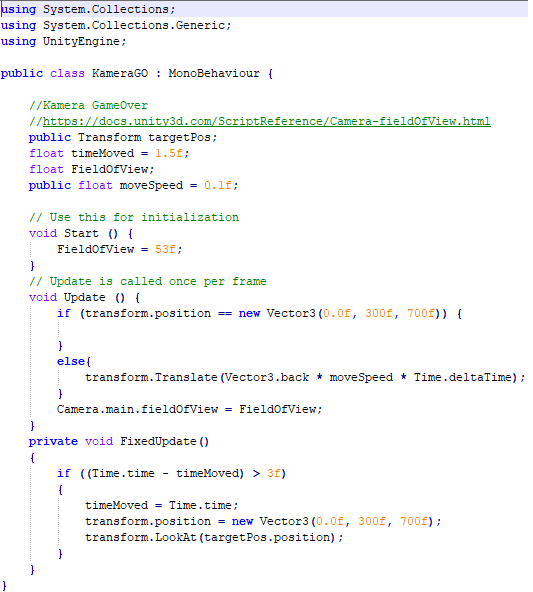 using System.Collections;
using System.Collections.Generic;
using UnityEngine;

public class KameraGO : MonoBehaviour {

    //Kamera GameOver
    //https://docs.unity3d.com/ScriptReference/Camera-fieldOfView.html
    public Transform targetPos;
    float timeMoved = 1.5f;
    float FieldOfView;
    public float moveSpeed = 0.1f;

    // Use this for initialization
    void Start () {
        FieldOfView = 53f;
    }
    // Update is called once per frame
    void Update () {
        if (transform.position == new Vector3(0.0f, 300f, 700f)) {

        }
        else{
            transform.Translate(Vector3.back * moveSpeed * Time.deltaTime);
        }
        Camera.main.fieldOfView = FieldOfView;
    }
    private void FixedUpdate()
    {
        if ((Time.time - timeMoved) > 3f)
        {
            timeMoved = Time.time;
            transform.position = new Vector3(0.0f, 300f, 700f);
            transform.LookAt(targetPos.position);
        }
    }
}